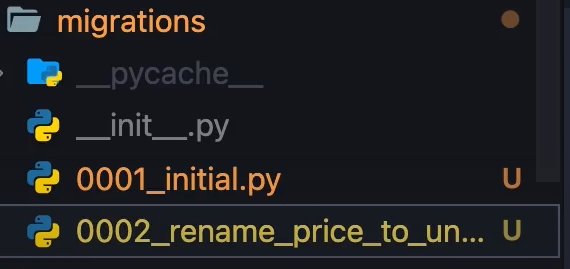 migrations
__pycache__
__init__.py
0001_initial.py U
0002_rename_price_to_un... U